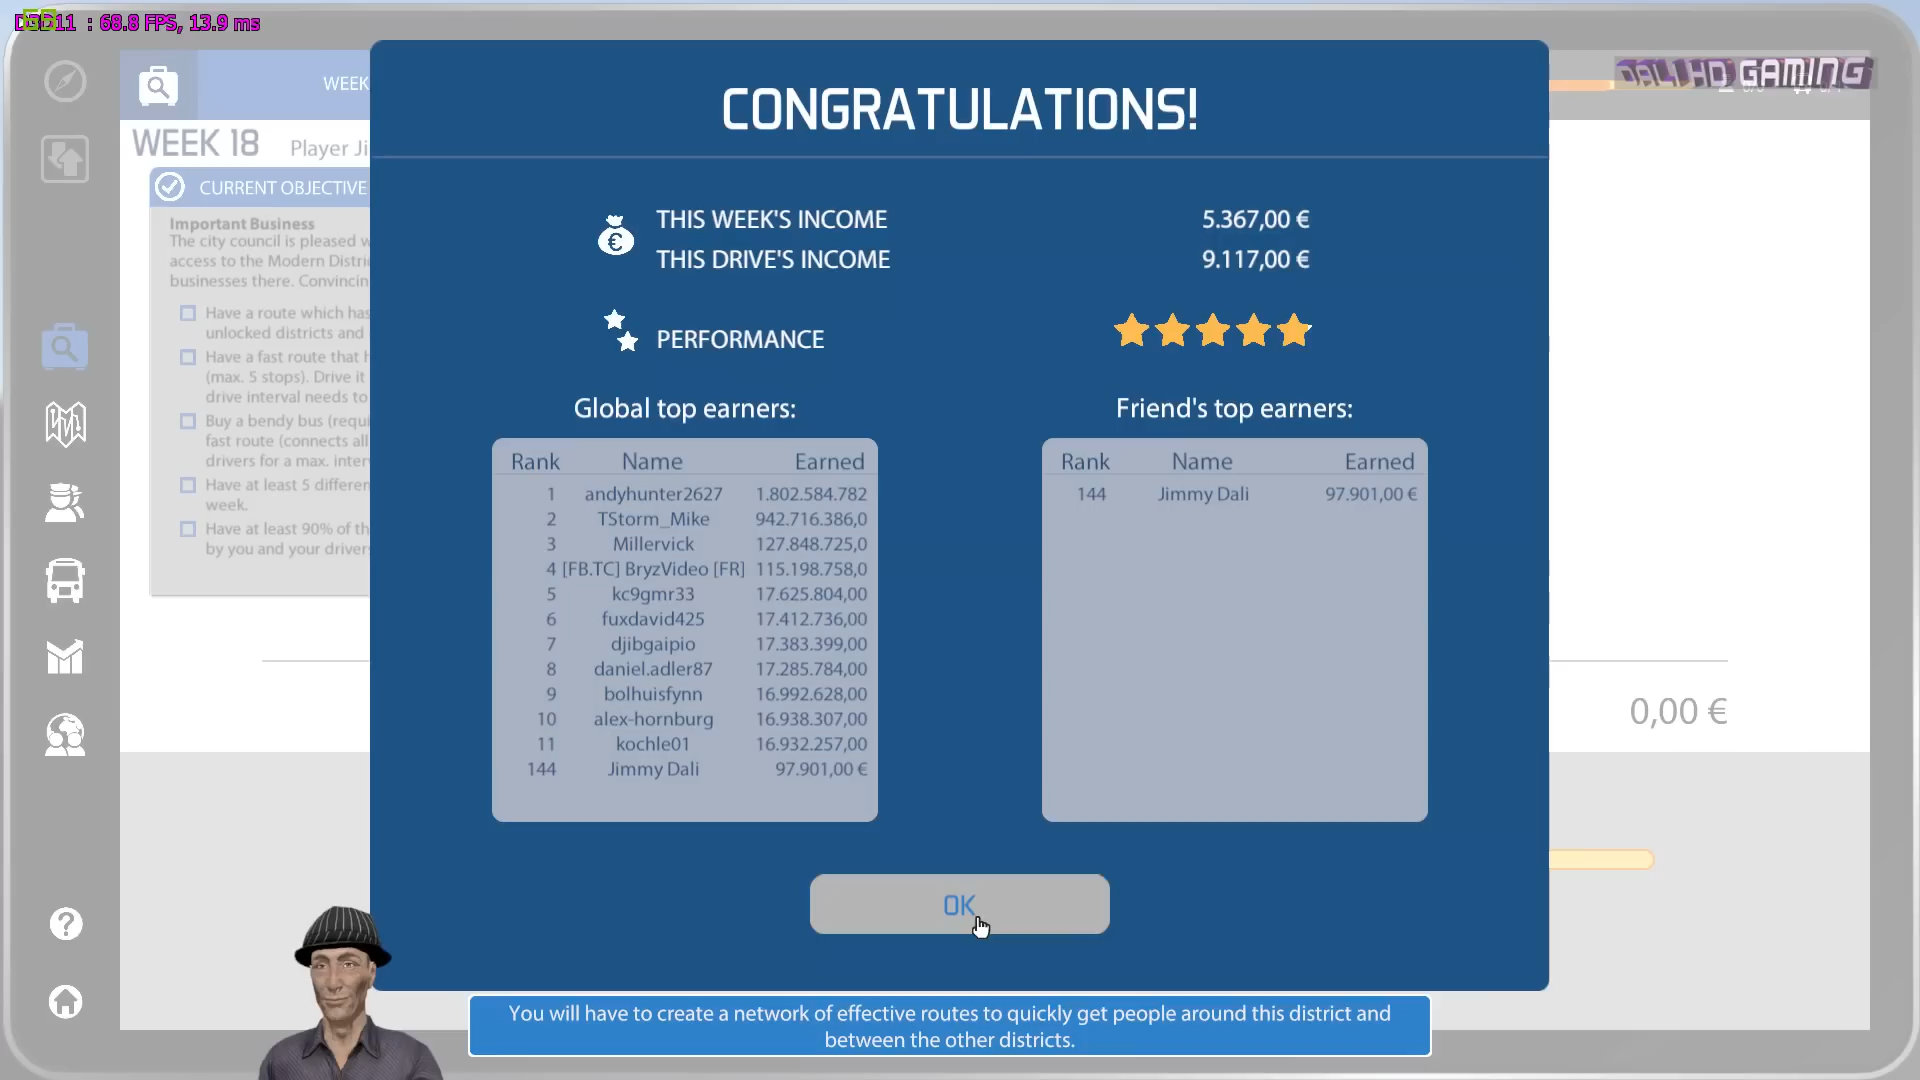 D3D11 : 68.8 FPS, 13.9 ms
DALI HD GAMING
WEEK
WEEK 18 Player Ji
CURRENT OBJECTIVE
Important Business
The city council is pleased w
access to the Modern Distri
businesses there. Convincin
Have a route which has
unlocked districts and
Have a fast route that h
(max. 5 stops). Drive it
drive interval needs to
Buy a bendy bus (requi
fast route (connects all
drivers for a max. inter
Have at least 5 differen
week.
Have at least 90% of th
by you and your driver
CONGRATULATIONS!
THIS WEEK'S INCOME 5.367,00 €
THIS DRIVE'S INCOME 9.117,00 €
PERFORMANCE
Global top earners:
Rank Name Earned
1 andyhunter2627 1.802.584.782
2 TStorm_Mike 942.716.386,0
3 Millervick 127.848.725,0
4 [FB.TC] BryzVideo [FR] 115.198.758,0
5 kc9gmr33 17.625.804,00
6 fuxdavid425 17.412.736,00
7 djibgaipio 17.383.399,00
8 daniel.adler87 17.285.784,00
9 bolhuisfynn 16.992.628,00
10 alex-hornburg 16.938.307,00
11 kochle01 16.932.257,00
144 Jimmy Dali 97.901,00 €
Friend's top earners:
Rank Name Earned
144 Jimmy Dali 97.901,00 €
0,00 €
OK
You will have to create a network of effective routes to quickly get people around this district and
between the other districts.